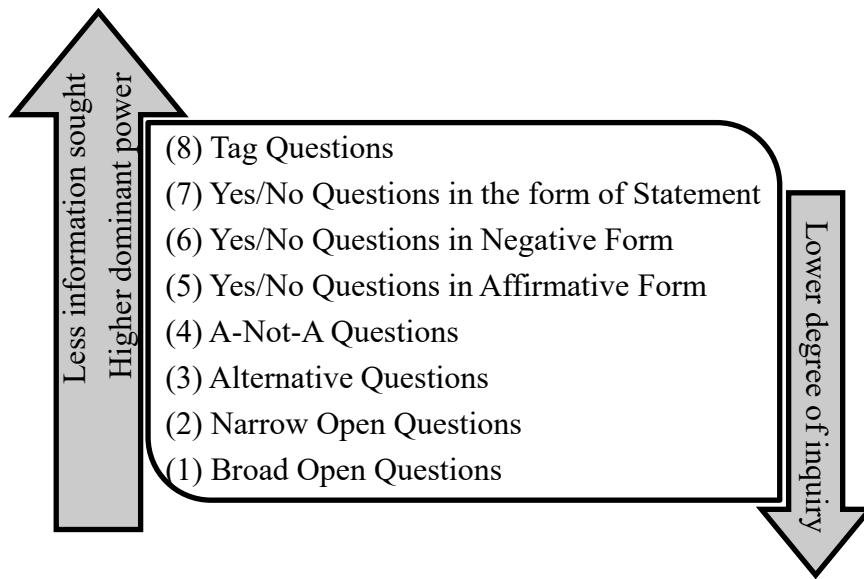 Less information sought
Higher dominant power
(8) Tag Questions
(7) Yes/No Questions in the form of Statement
(6) Yes/No Questions in Negative Form
(5) Yes/No Questions in Affirmative Form
(4) A-Not-A Questions
(3) Alternative Questions
(2) Narrow Open Questions
(1) Broad Open Questions
Lower degree of inquiry